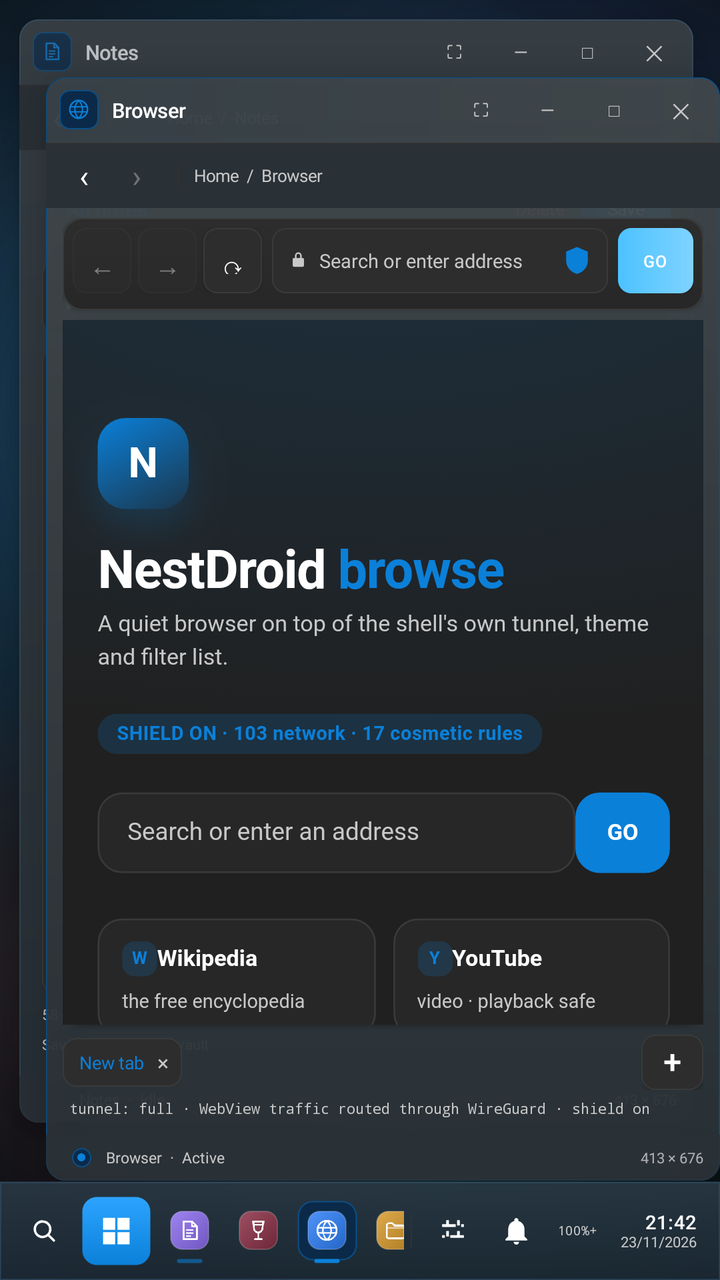 Notes
Browser
Home / Browser
Search or enter address
GO
N
NestDroid browse
A quiet browser on top of the shell's own tunnel, theme
and filter list.
SHIELD ON · 103 network · 17 cosmetic rules
Search or enter an address
GO
W Wikipedia
the free encyclopedia
Y YouTube
video · playback safe
New tab ×
+
tunnel: full · WebView traffic routed through WireGuard · shield on
Browser · Active
413 × 676
100%+
21:42
23/11/2026